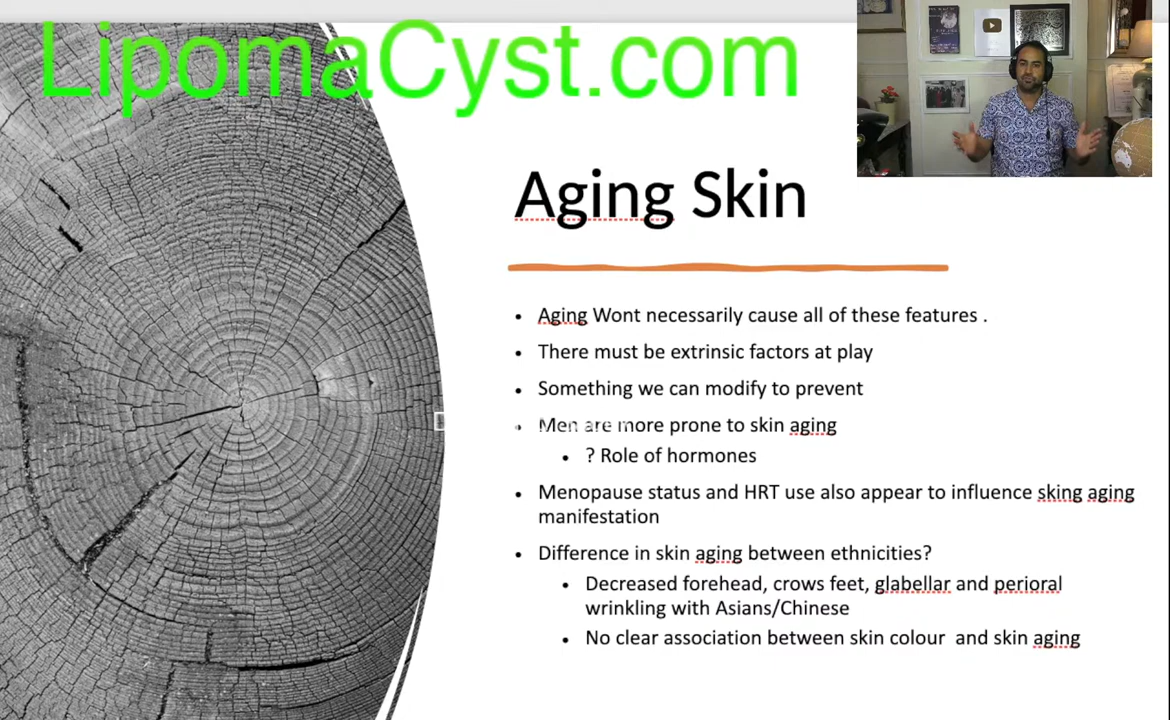 LipomaCyst.com
Aging Skin
• Aging Wont necessarily cause all of these features .
• There must be extrinsic factors at play
• Something we can modify to prevent
• Men are more prone to skin aging
• ? Role of hormones
• Menopause status and HRT use also appear to influence sking aging
manifestation
• Difference in skin aging between ethnicities?
• Decreased forehead, crows feet, glabellar and perioral
wrinkling with Asians/Chinese
• No clear association between skin colour  and skin aging